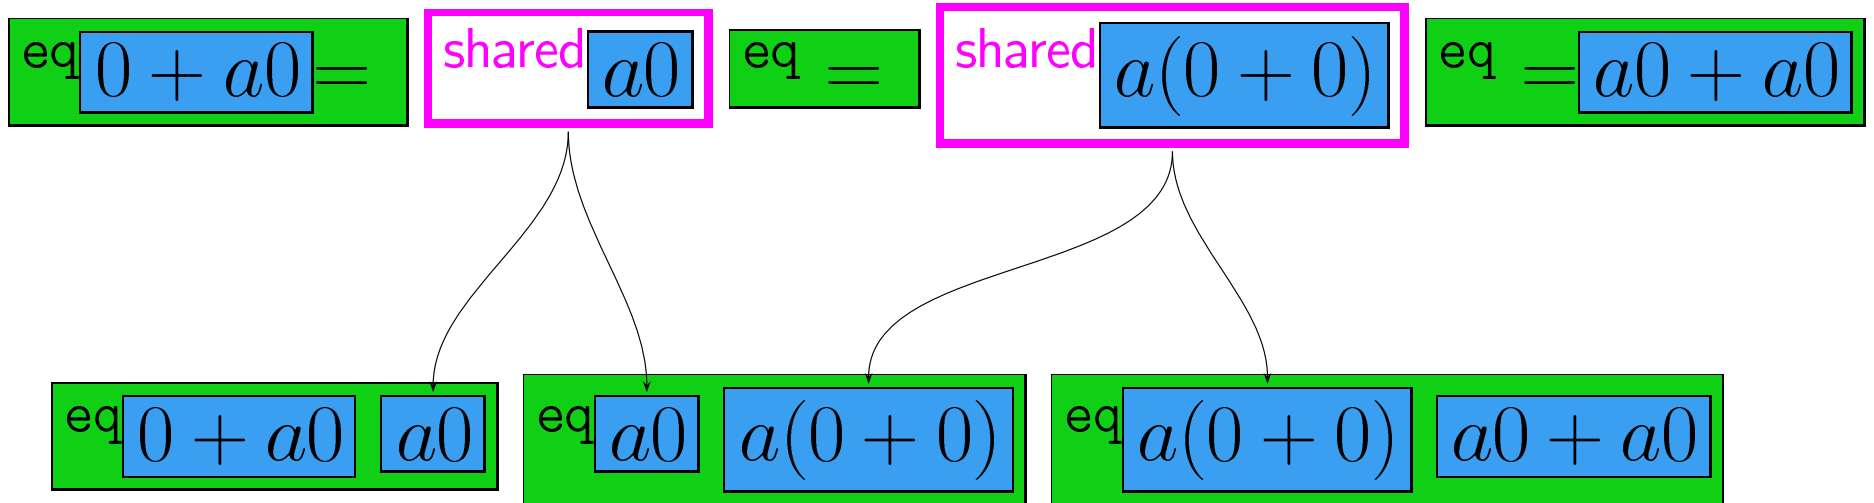 eq 0 + a0 = shared a0 eq = shared a(0 + 0) eq = a0 + a0
eq 0 + a0 a0 eq a0 a(0 + 0) eq a(0 + 0) a0 + a0